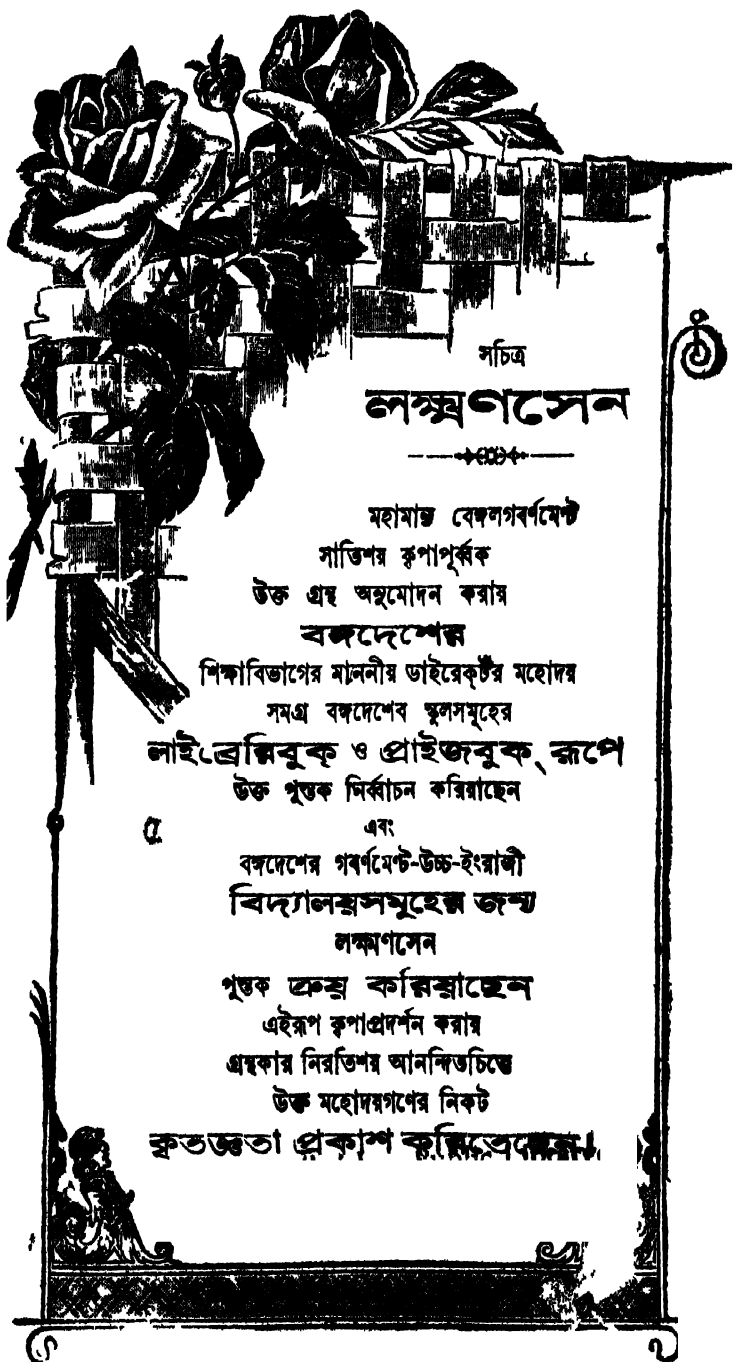 সচিত্র
লক্ষ্মণসেন
মহামান্য বেঙ্গলগবর্ণমেণ্ট
সাতিশয় কৃপাপূর্ব্বক
উক্ত গ্রন্থ অনুমোদন করায়
বঙ্গদেশের
শিক্ষাবিভাগের মাননীয় ডাইরেক্টর মহোদয়
সমগ্র বঙ্গদেশের স্কুলসমূহের
লাইব্রেরিবুক্ ও প্রাইজবুক্ রূপে
উক্ত পুস্তক নির্ব্বাচন করিয়াছেন
এবং
বঙ্গদেশের গবর্ণমেণ্ট-উচ্চ-ইংরাজী
বিদ্যালয়সমূহের জন্য
লক্ষ্মণসেন
পুস্তক ক্রয় করিয়াছেন
এইরূপ কৃপাপ্রদর্শন করায়
গ্রন্থকার নিরতিশয় আনন্দিতচিত্তে
উক্ত মহোদয়গণের নিকট
কৃতজ্ঞতা প্রকাশ করিতেছেন।